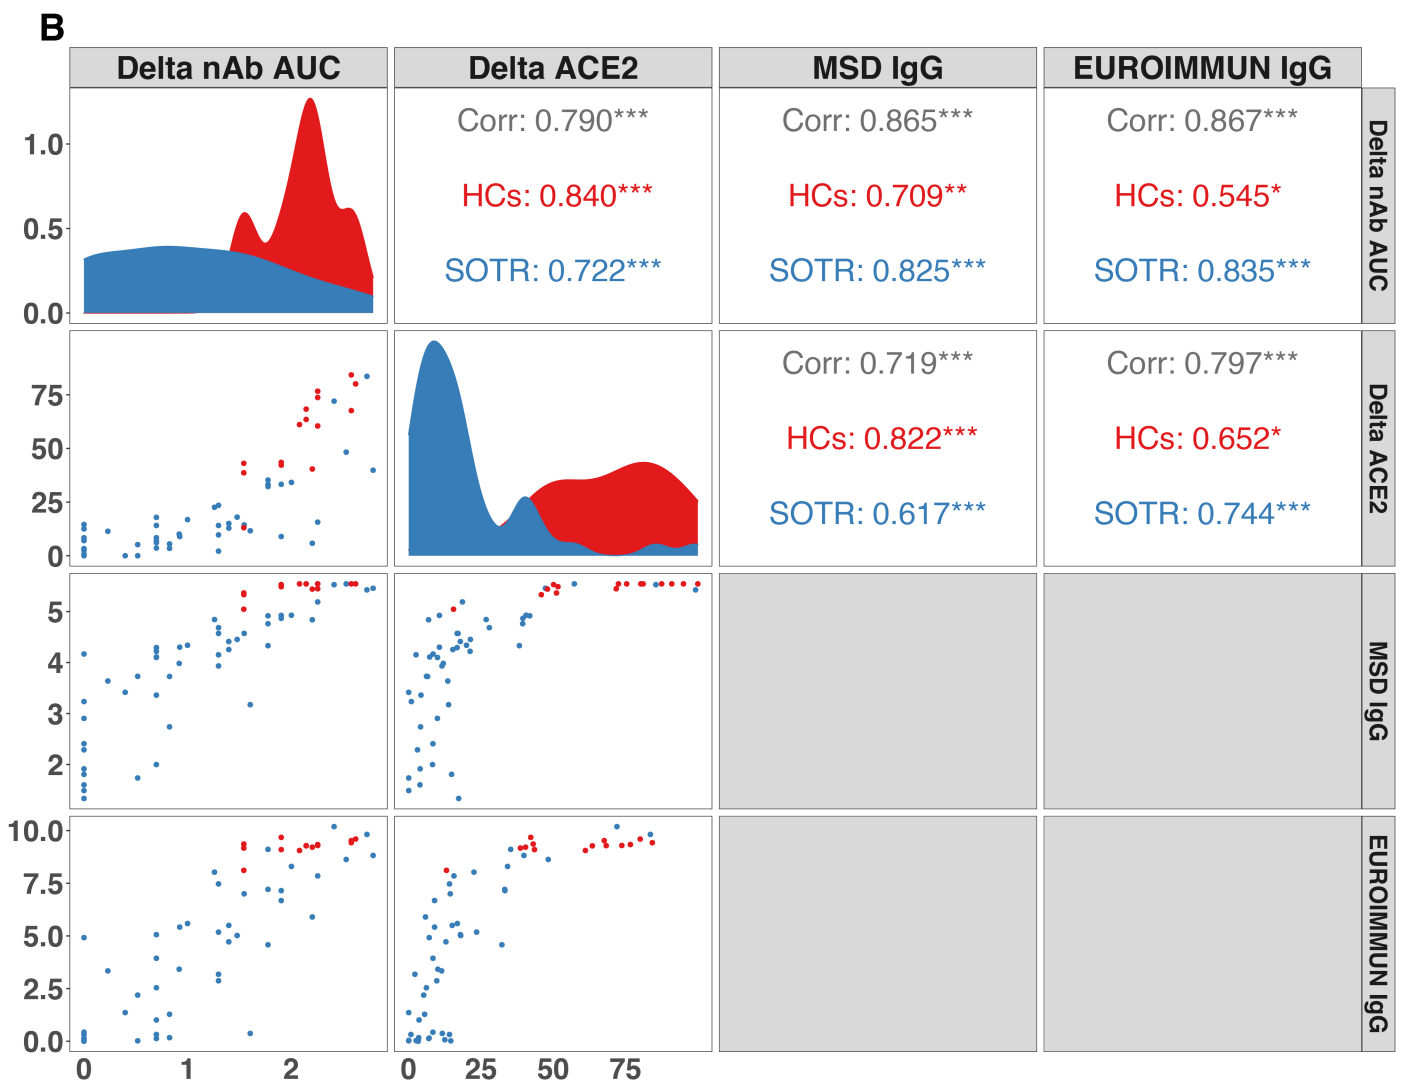 B
Delta nAb AUC
Delta ACE2
MSD IgG
EUROIMMUN IgG
1.0
0.5
0.0
Corr: 0.790***
HCs: 0.840***
SOTR: 0.722***
Corr: 0.865***
HCs: 0.709**
SOTR: 0.825***
Corr: 0.867***
HCs: 0.545*
SOTR: 0.835***
Delta nAb AUC
75
50
25
0
Corr: 0.719***
HCs: 0.822***
SOTR: 0.617***
Corr: 0.797***
HCs: 0.652*
SOTR: 0.744***
Delta ACE2
5
4
3
2
MSD IgG
10.0
7.5
5.0
2.5
0.0
EUROIMMUN IgG
0 1 2
0 25 50 75